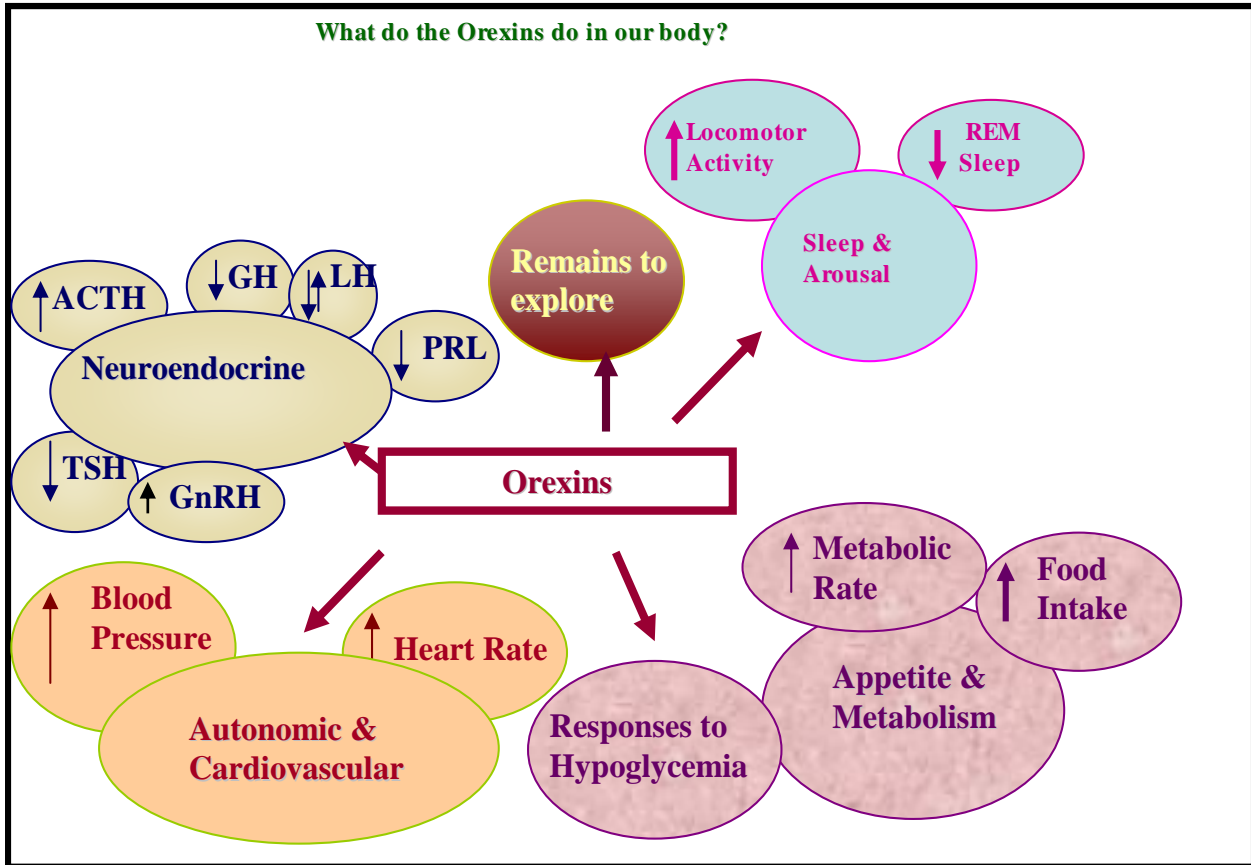 What do the Orexins do in our body?
Locomotor
Activity
REM
Sleep
Sleep &
Arousal
Remains to
explore
GH
LH
ACTH
PRL
Neuroendocrine
TSH
GnRH
Orexins
Metabolic
Rate
Food
Intake
Appetite &
Metabolism
Blood
Pressure
Heart Rate
Autonomic &
Cardiovascular
Responses to
Hypoglycemia